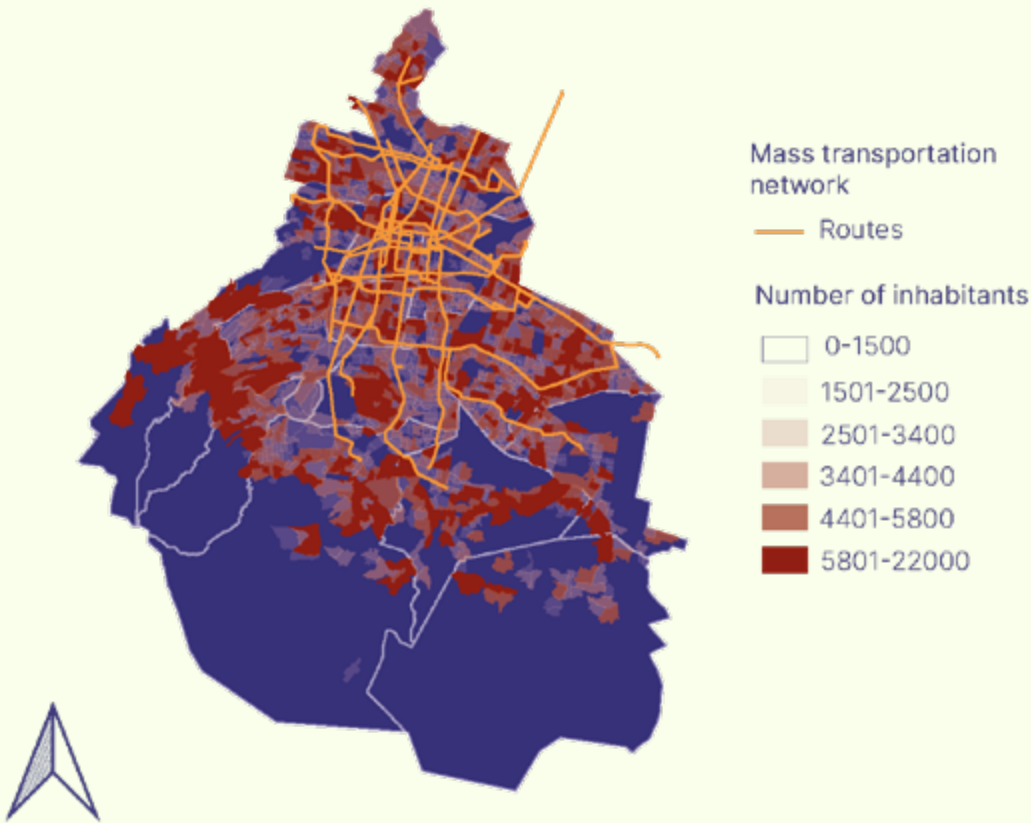 Mass transportation
network
Routes
Number of inhabitants
0-1500
1501-2500
2501-3400
3401-4400
4401-5800
5801-22000